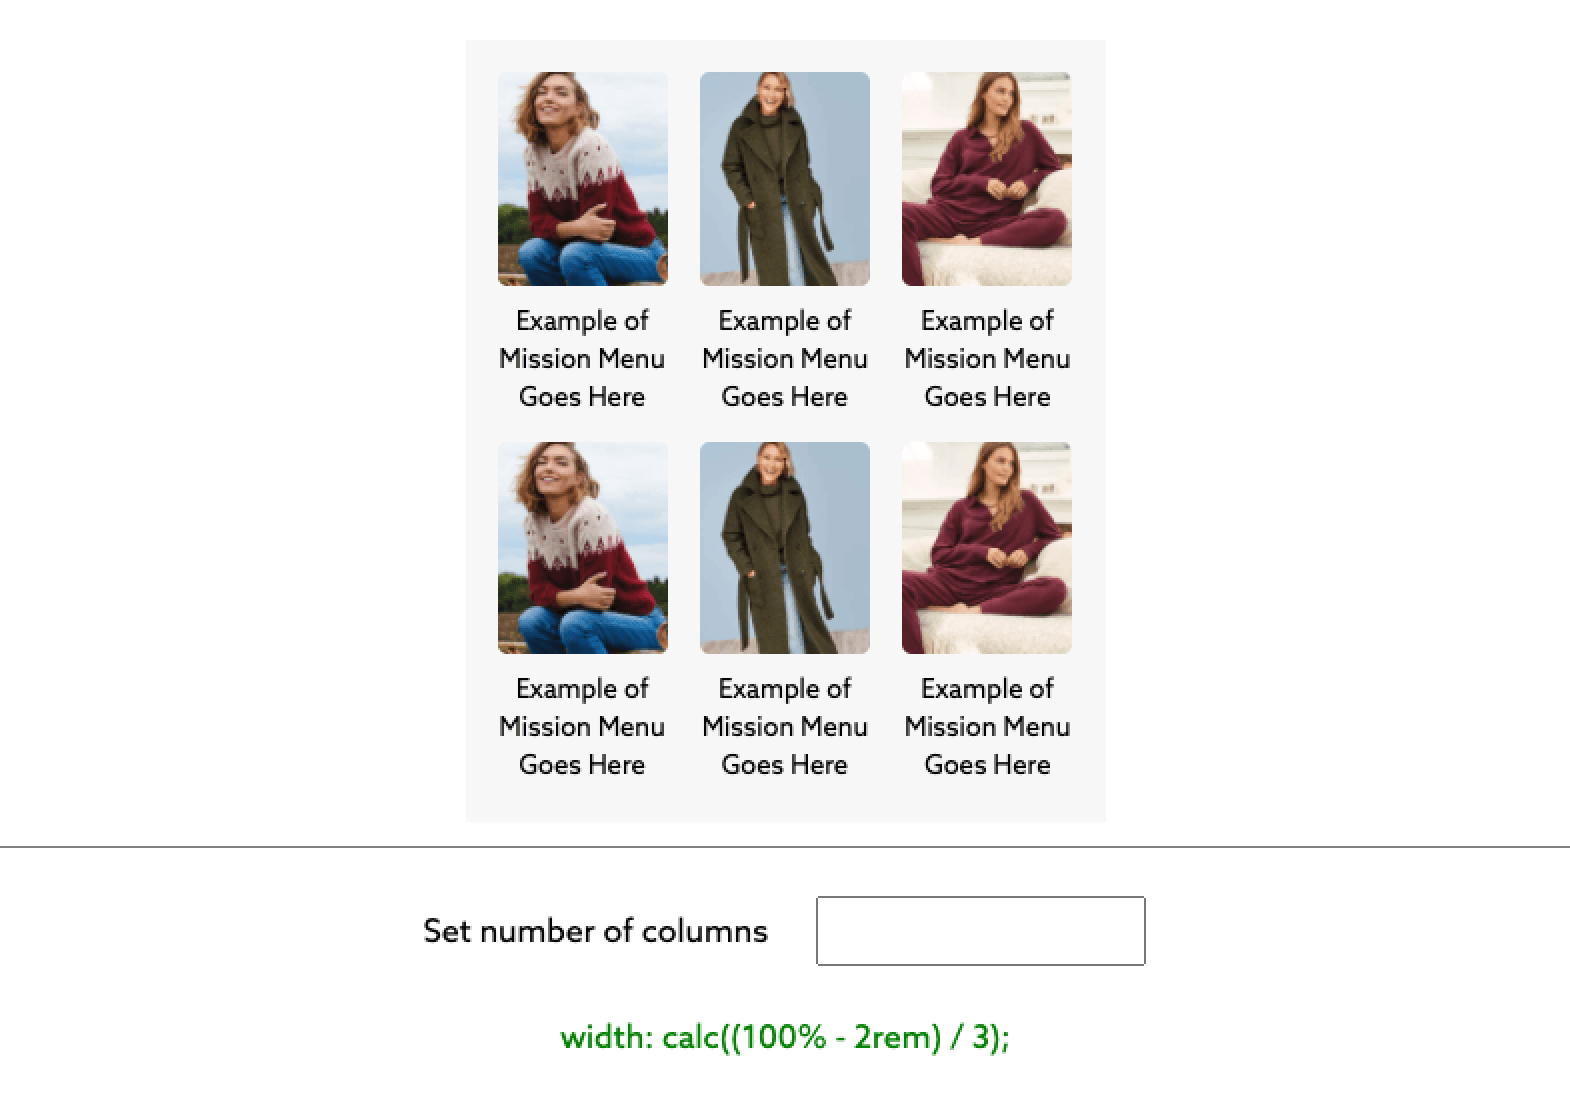 Example of Example of Example of
Mission Menu Mission Menu Mission Menu
Goes Here Goes Here Goes Here
Example of Example of Example of
Mission Menu Mission Menu Mission Menu
Goes Here Goes Here Goes Here
Set number of columns
width: calc((100% - 2rem) / 3);